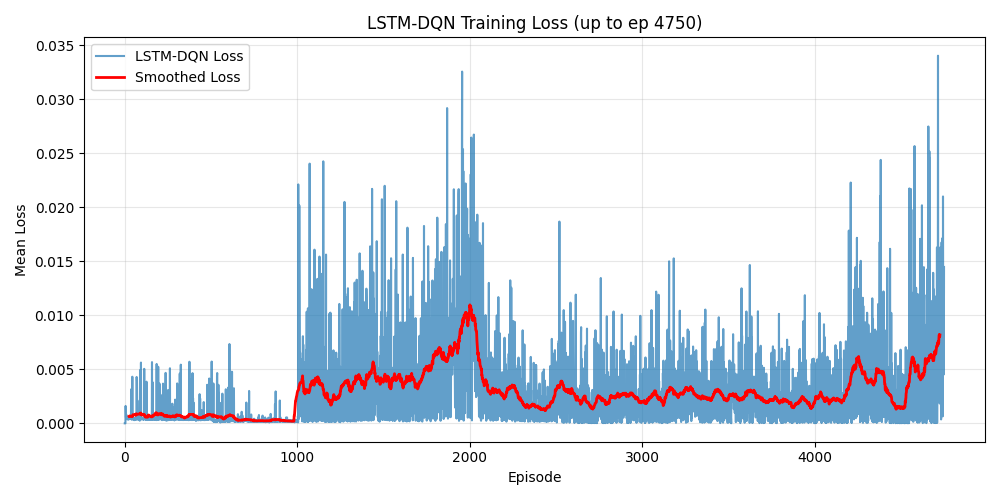 LSTM-DQN Training Loss (up to ep 4750)
LSTM-DQN Loss
Smoothed Loss
Mean Loss
0.035
0.030
0.025
0.020
0.015
0.010
0.005
0.000
0 1000 2000 3000 4000
Episode